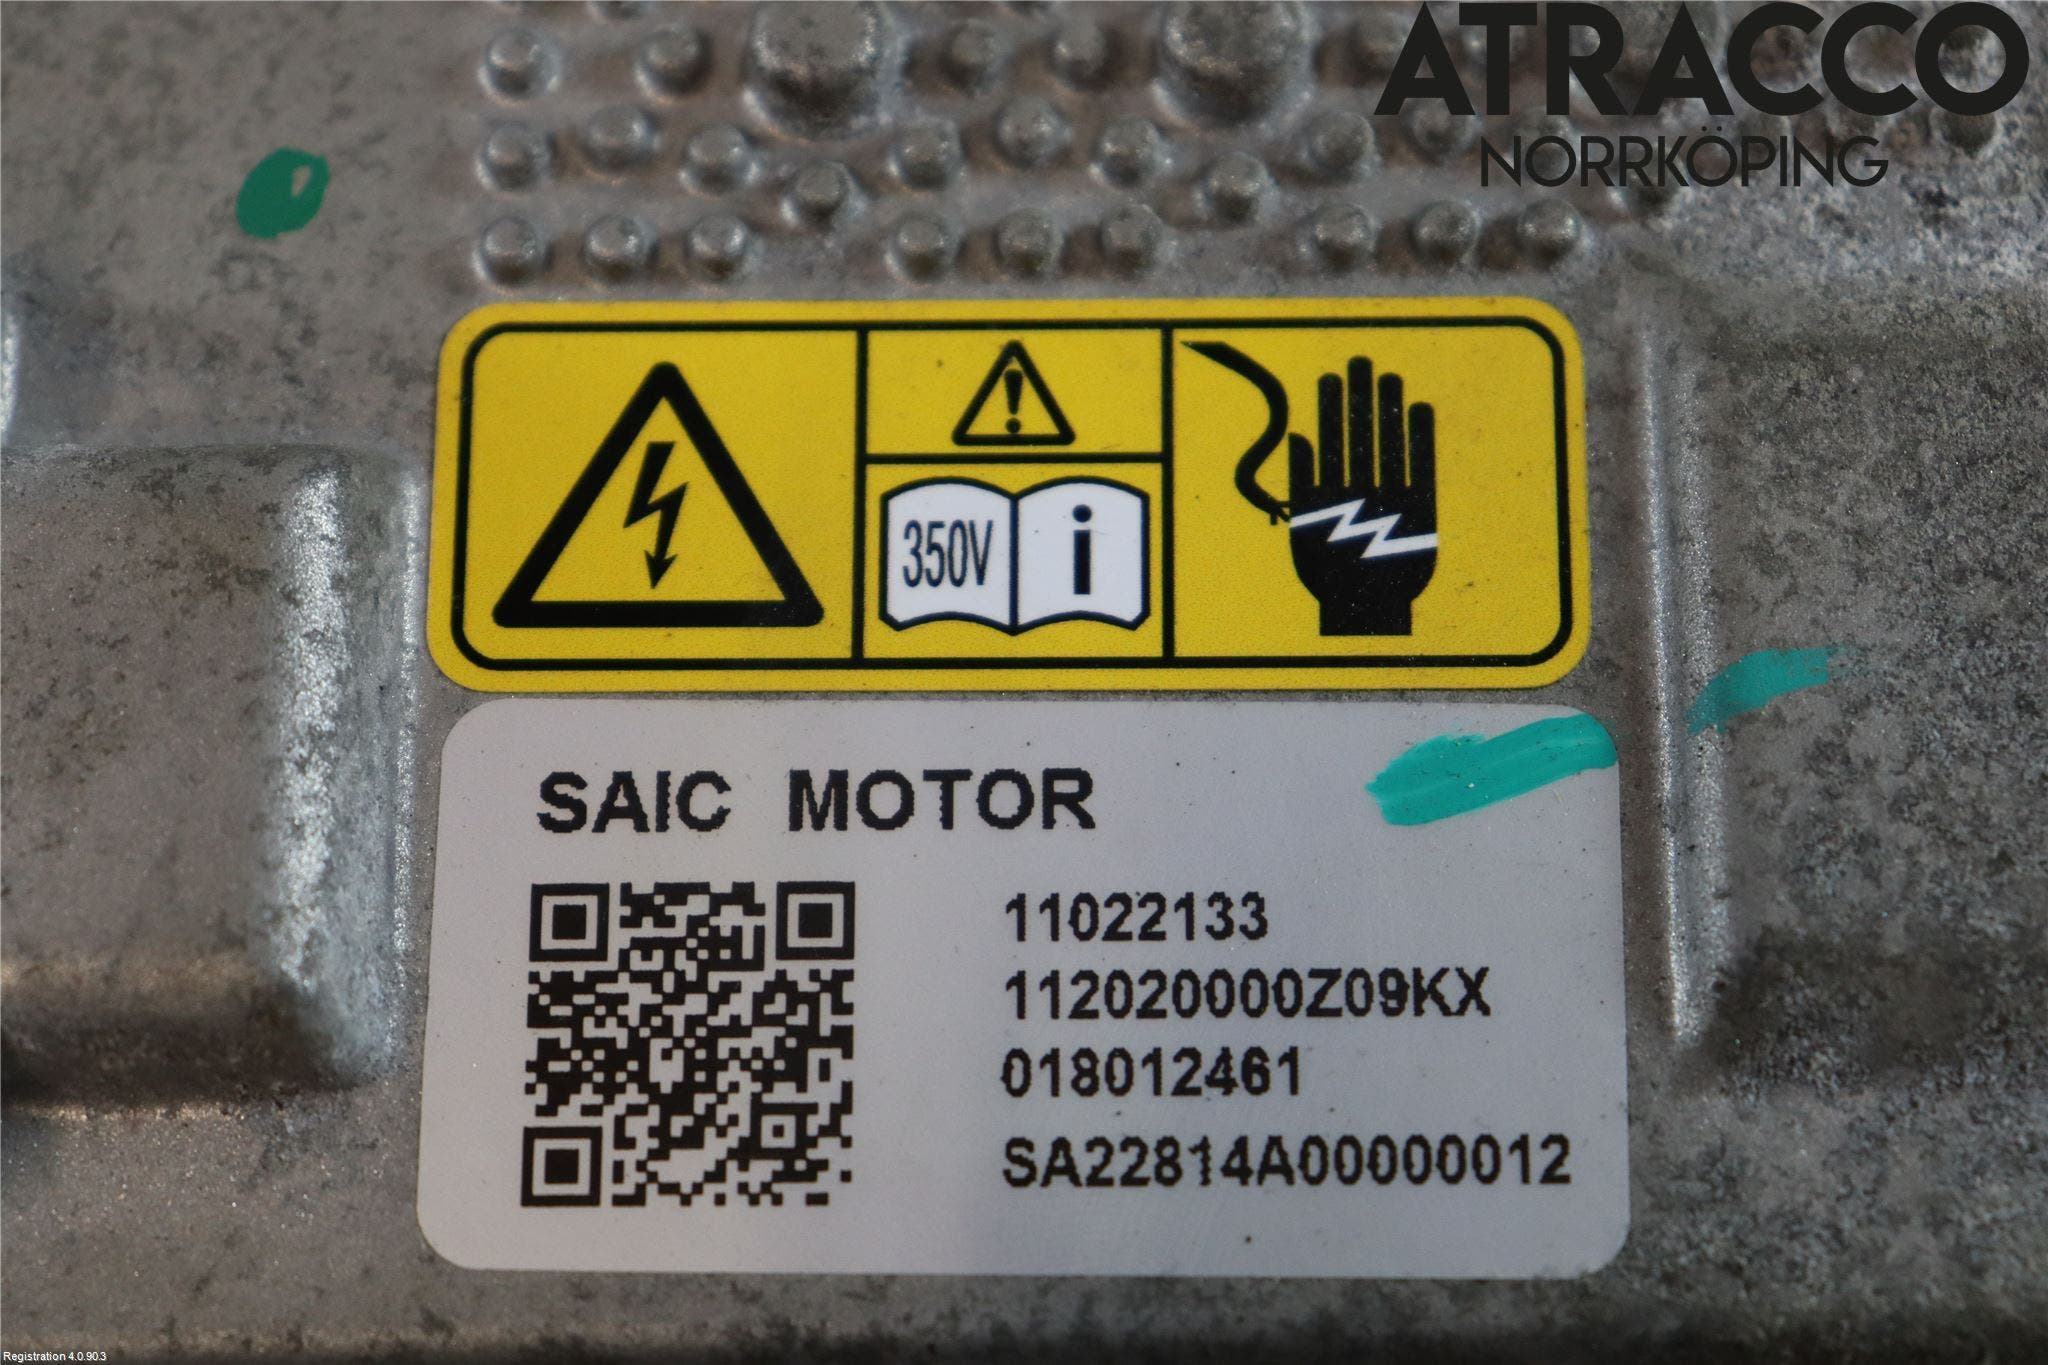 ATRACCO
NORRKÖPING
350V i
SAIC MOTOR
11022133
112020000Z09KX
018012461
SA22814A00000012
Registration 4.0.90.3